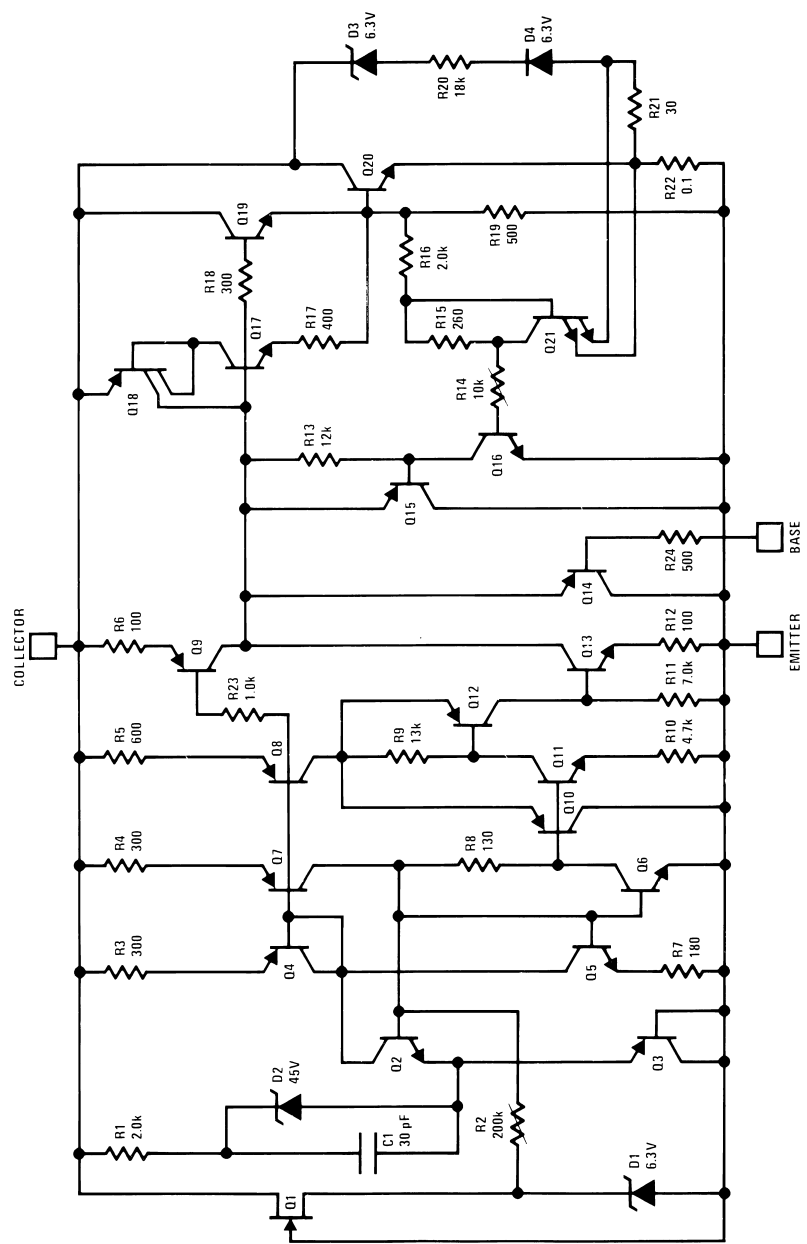 COLLECTOR
R1
2.0k
R3
300
R4
300
R5
600
R6
100
Q18
R18
300
Q19
D3
6.3V
Q1
D2
45V
C1
30 pF
Q2
Q4
Q7
Q8
R23
1.0k
Q9
R13
12k
Q17
R17
400
Q20
R20
18k
D4
6.3V
R9
13k
Q12
Q15
R14
10k
R15
260
R16
2.0k
R19
500
R2
200k
R8
130
Q10
Q11
Q16
Q21
R21
30
D1
6.3V
Q3
Q5
R7
180
Q6
R10
4.7k
R11
7.0k
Q13
R12
100
Q14
R24
500
R22
0.1
EMITTER
BASE